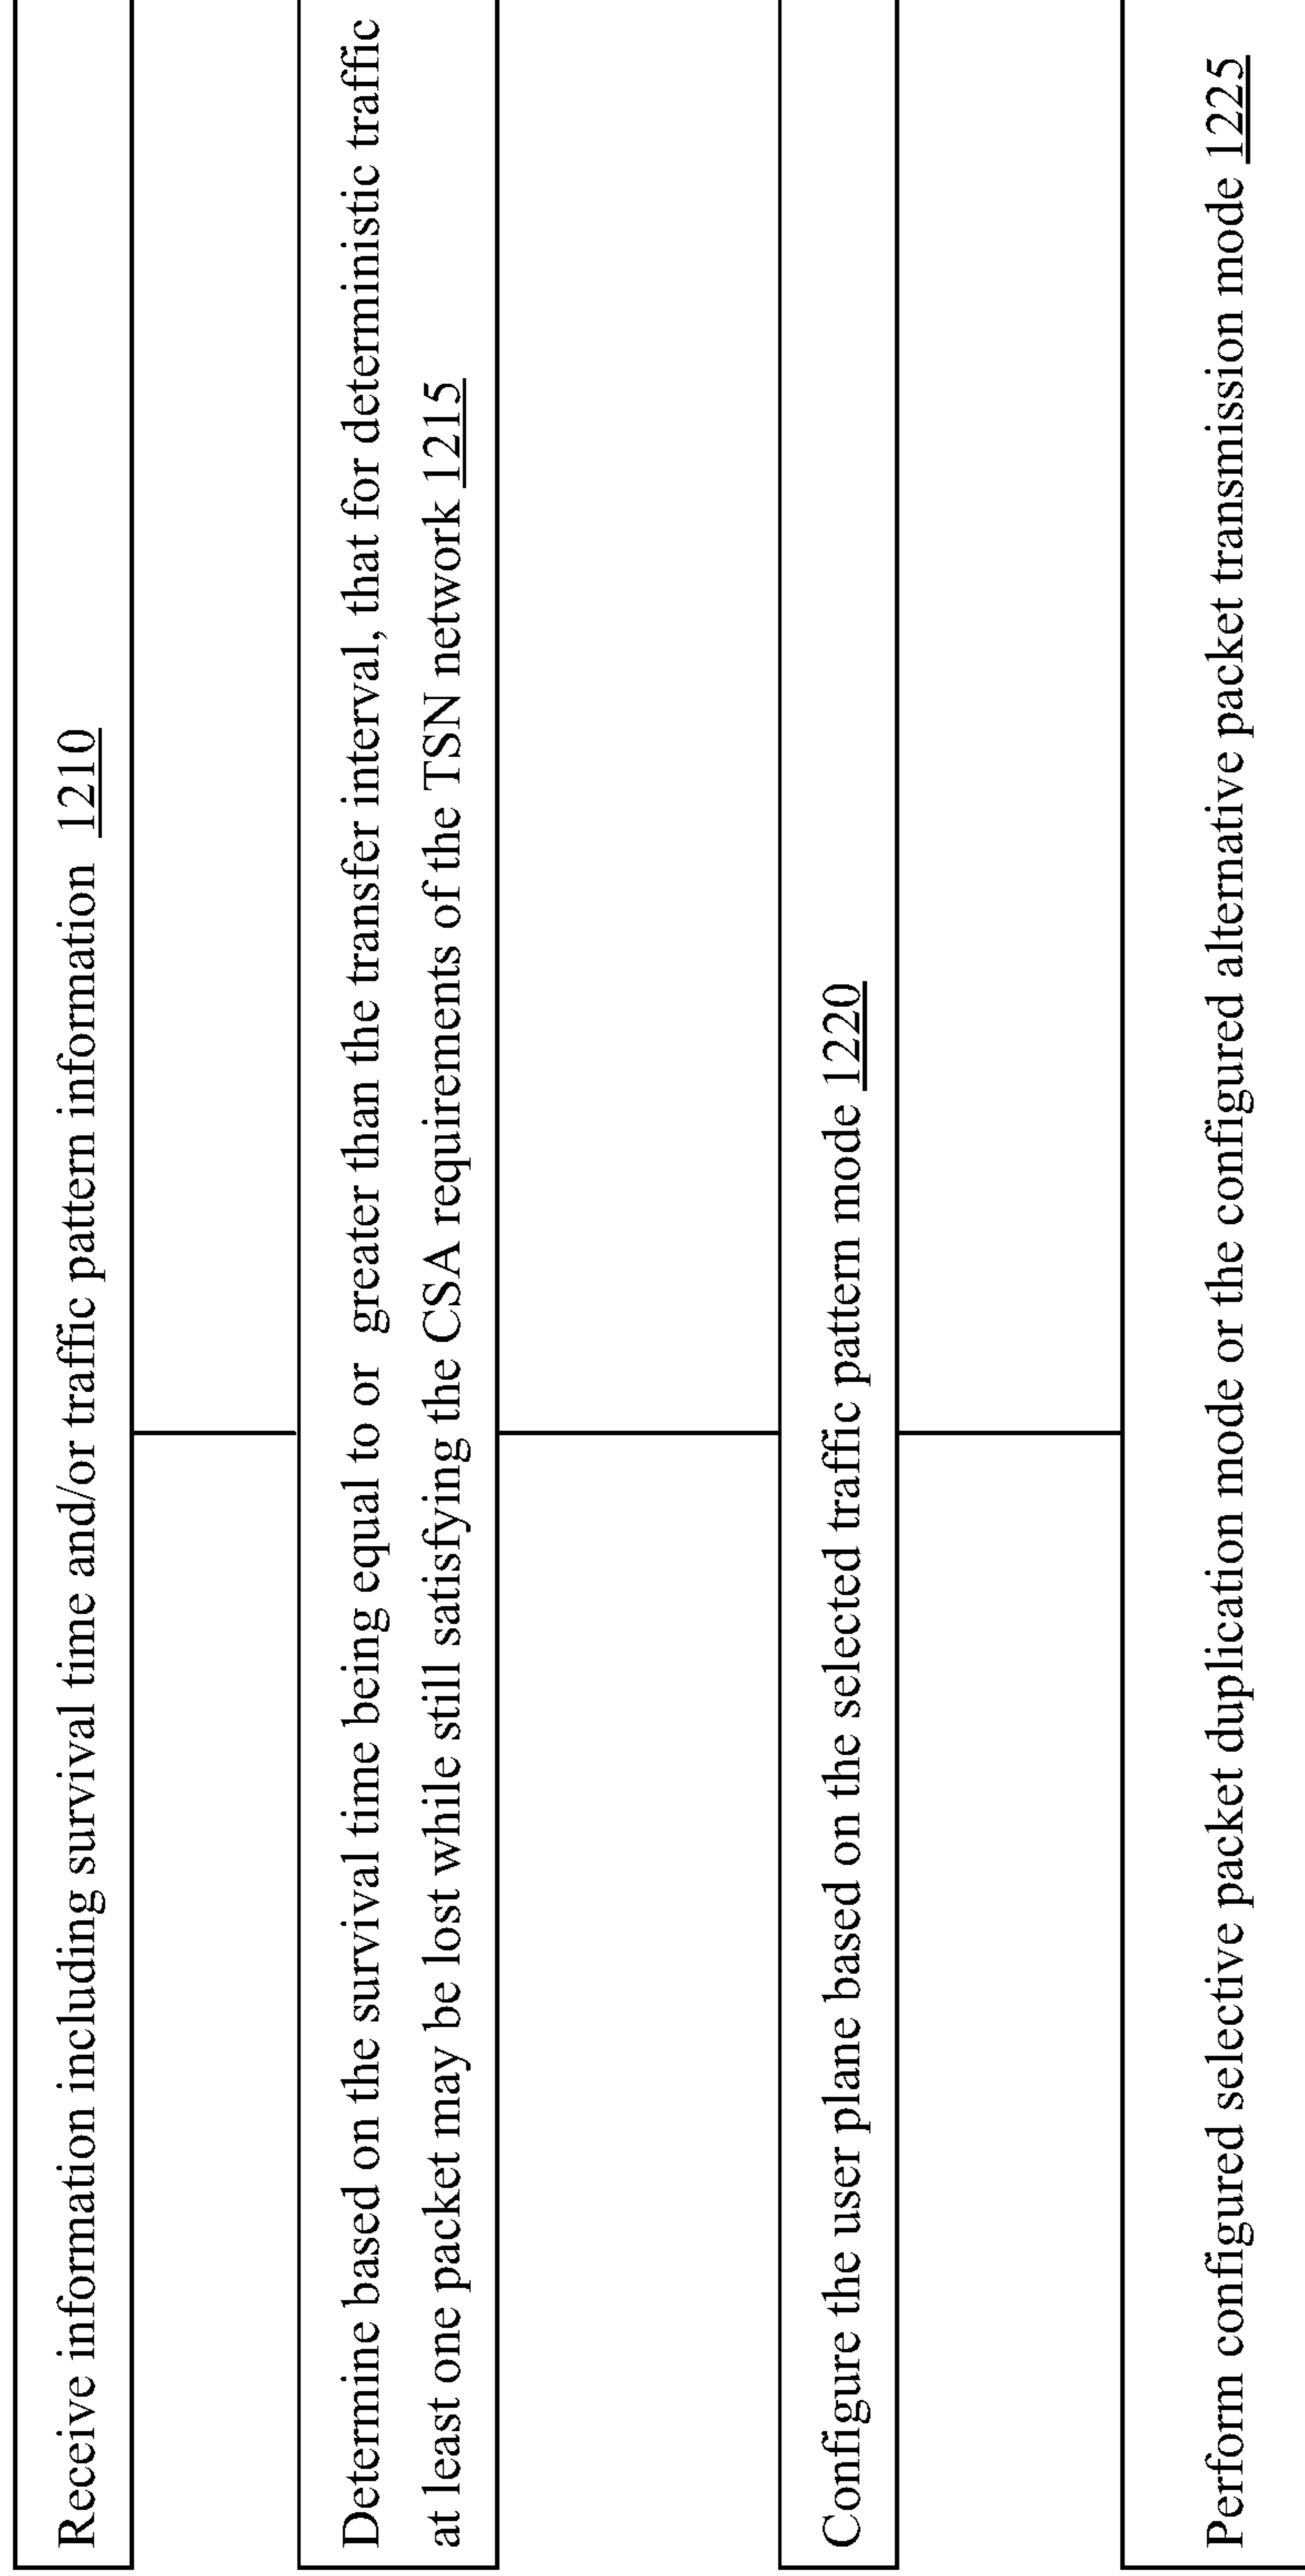 Receive information including survival time and/or traffic pattern information 1210
Determine based on the survival time being equal to or greater than the transfer interval, that for deterministic traffic
at least one packet may be lost while still satisfying the CSA requirements of the TSN network 1215
Configure the user plane based on the selected traffic pattern mode 1220
Perform configured selective packet duplication mode or the configured alternative packet transmission mode 1225